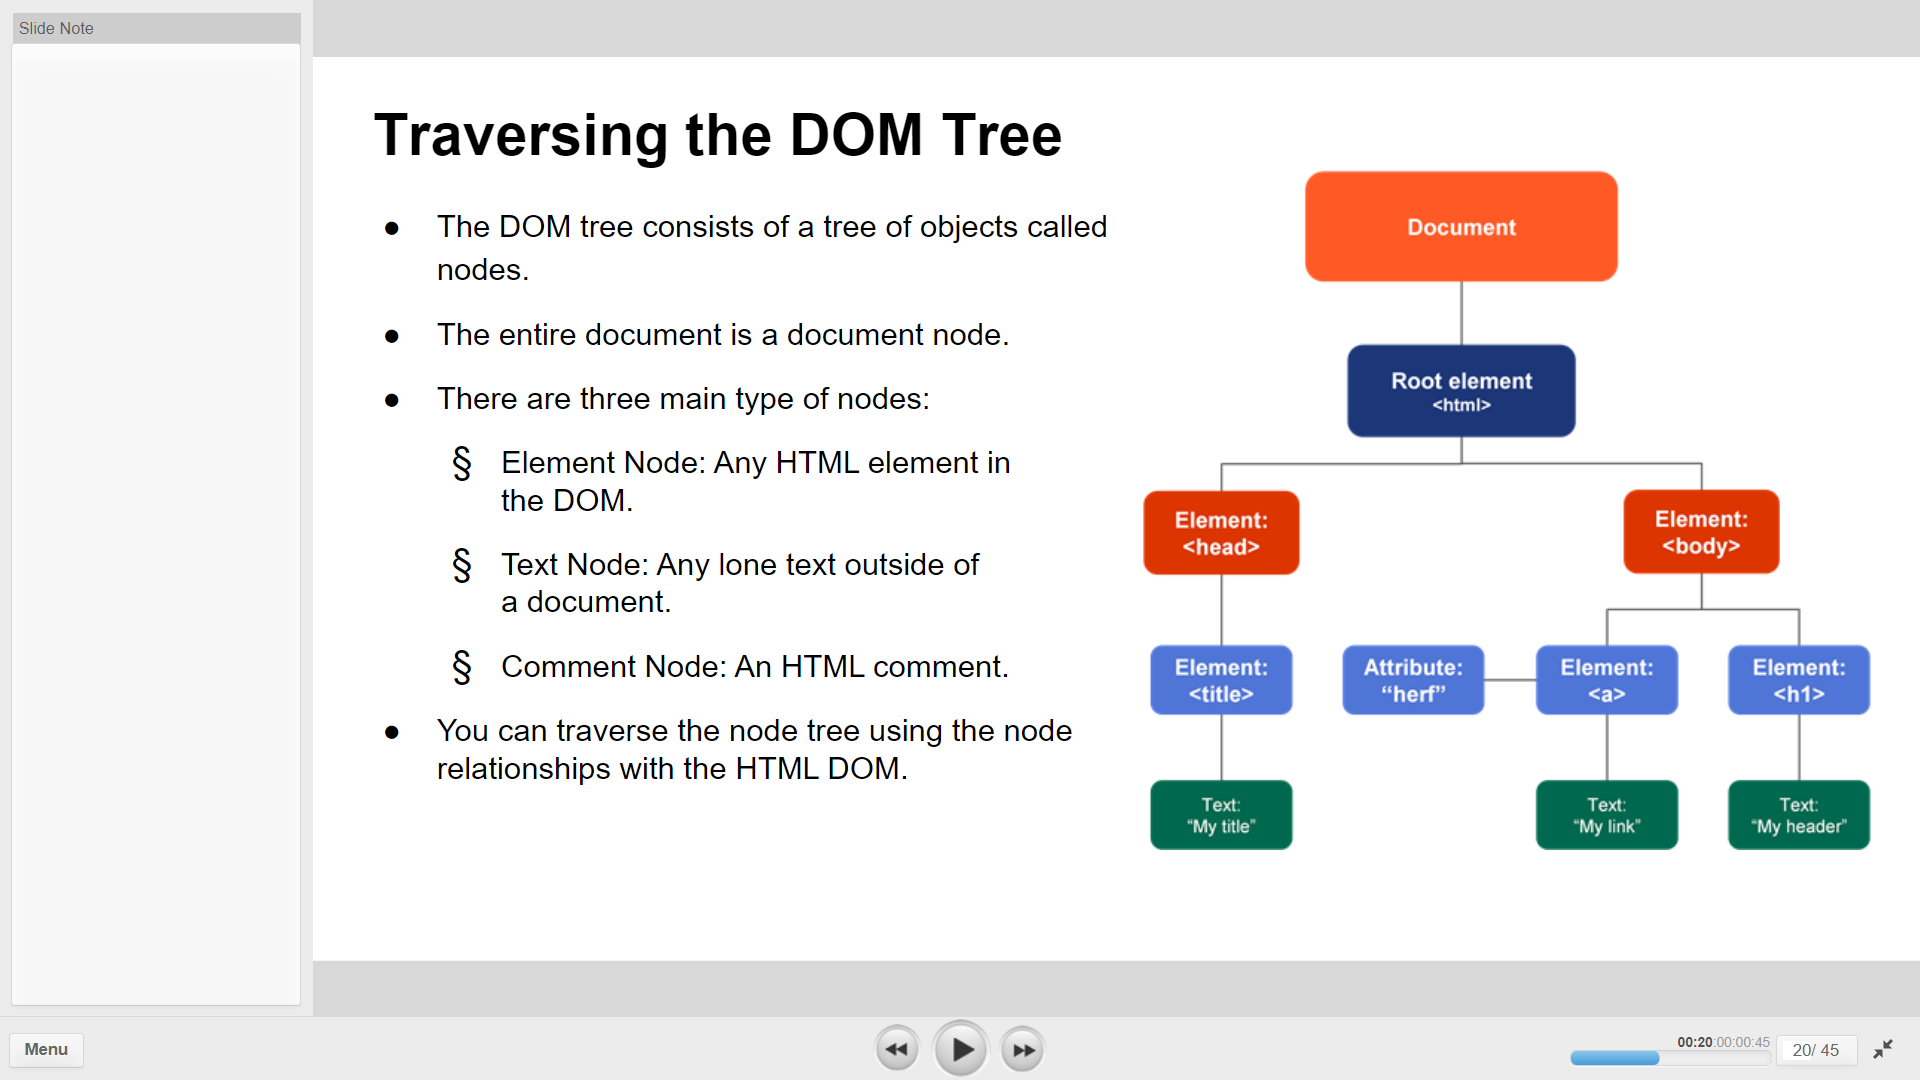 Slide Note
Traversing the DOM Tree
● The DOM tree consists of a tree of objects called
nodes.
● The entire document is a document node.
● There are three main type of nodes:
§ Element Node: Any HTML element in
the DOM.
§ Text Node: Any lone text outside of
a document.
§ Comment Node: An HTML comment.
● You can traverse the node tree using the node
relationships with the HTML DOM.
Document
Root element
<html>
Element:
<head>
Element:
<body>
Element:
<title>
Attribute:
“herf”
Element:
<a>
Element:
<h1>
Text:
“My title”
Text:
“My link”
Text:
“My header”
Menu
00:20:00:00:45
20/ 45